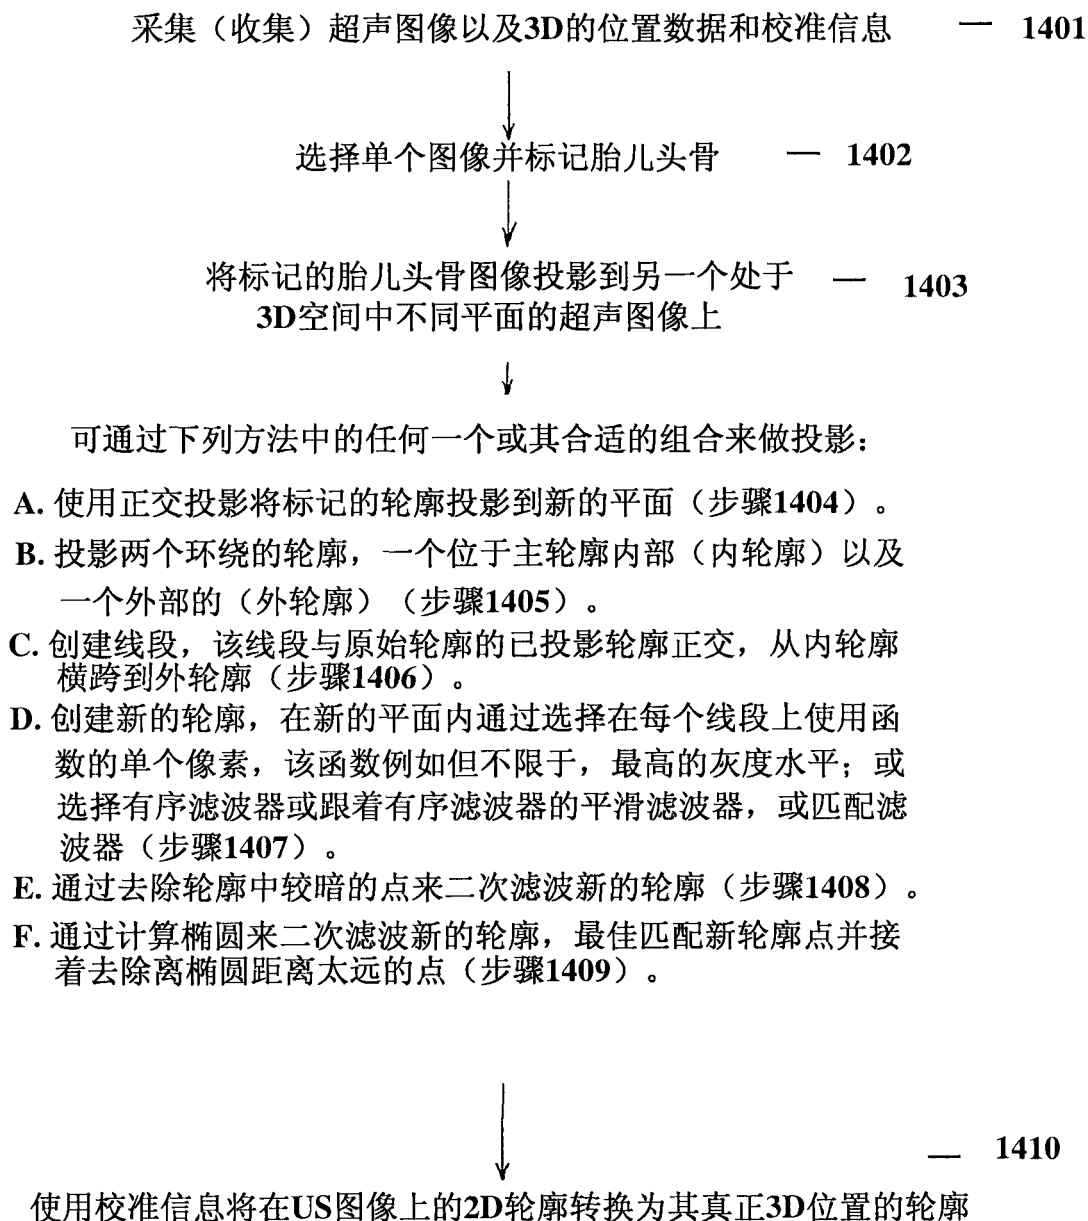 采集（收集）超声图像以及3D的位置数据和校准信息 — 1401
选择单个图像并标记胎儿头骨 — 1402
将标记的胎儿头骨图像投影到另一个处于 — 1403
3D空间中不同平面的超声图像上
可通过下列方法中的任何一个或其合适的组合来做投影：
A. 使用正交投影将标记的轮廓投影到新的平面（步骤1404）。
B. 投影两个环绕的轮廓，一个位于主轮廓内部（内轮廓）以及
一个外部的（外轮廓）（步骤1405）。
C. 创建线段，该线段与原始轮廓的已投影轮廓正交，从内轮廓
横跨到外轮廓（步骤1406）。
D. 创建新的轮廓，在新的平面内通过选择在每个线段上使用函
数的单个像素，该函数例如但不限于，最高的灰度水平；或
选择有序滤波器或跟着有序滤波器的平滑滤波器，或匹配滤
波器（步骤1407）。
E. 通过去除轮廓中较暗的点来二次滤波新的轮廓（步骤1408）。
F. 通过计算椭圆来二次滤波新的轮廓，最佳匹配新轮廓点并接
着去除离椭圆距离太远的点（步骤1409）。
— 1410
使用校准信息将在US图像上的2D轮廓转换为其真正3D位置的轮廓